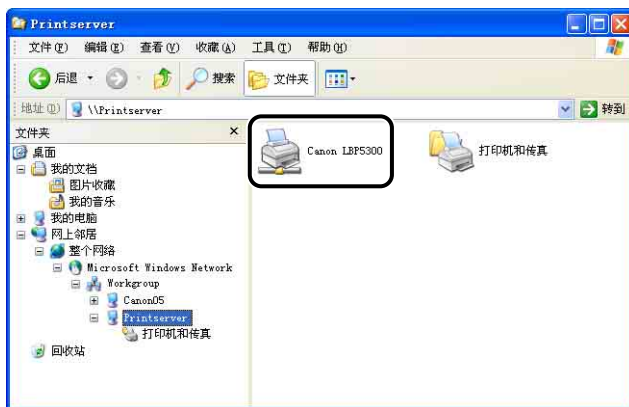 Printserver
文件(F) 编辑(E) 查看(V) 收藏(A) 工具(T) 帮助(H)
后退 搜索 文件夹
地址(D) \\Printserver 转到
文件夹 ×
桌面
我的文档
图片收藏
我的音乐
我的电脑
网上邻居
整个网络
Microsoft Windows Network
Workgroup
Canon05
Printserver
打印机和传真
回收站
Canon LBP5300
打印机和传真